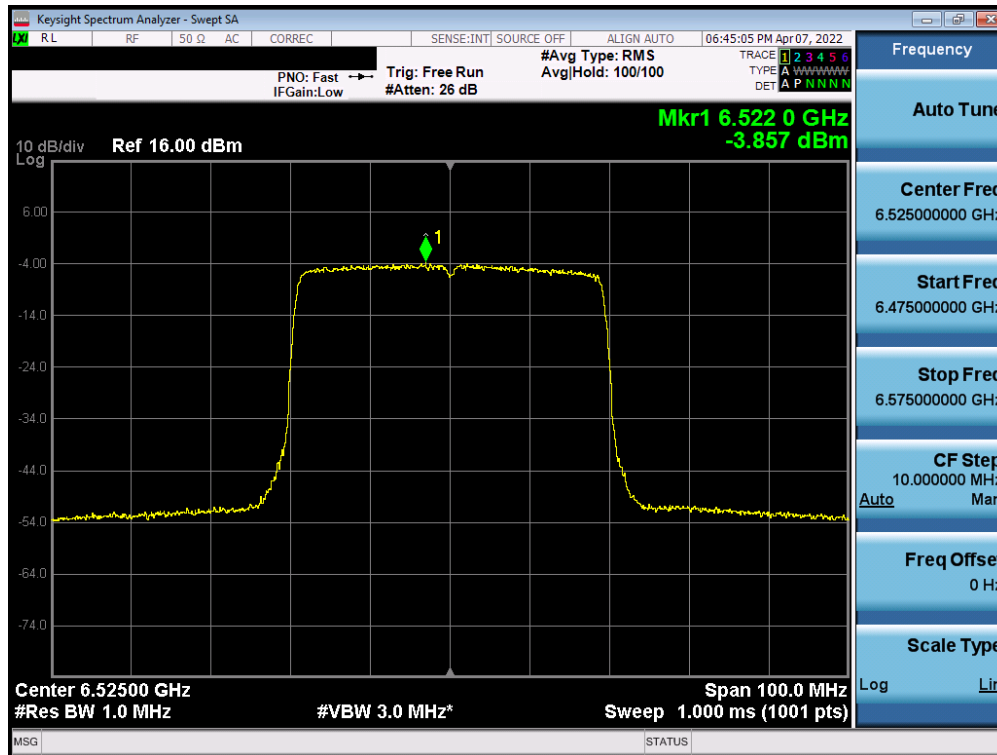 Keysight Spectrum Analyzer - Swept SA
LXI RL RF 50 Ω AC CORREC SENSE:INT SOURCE OFF ALIGN AUTO 06:45:05 PM Apr 07, 2022
PNO: Fast
IFGain:Low
Trig: Free Run
#Atten: 26 dB
#Avg Type: RMS
Avg|Hold: 100/100
TRACE 1 2 3 4 5 6
TYPE A WWWWW
DET A P N N N N
Mkr1 6.522 0 GHz
-3.857 dBm
10 dB/div Ref 16.00 dBm
Log
6.00
-4.00
-14.0
-24.0
-34.0
-44.0
-54.0
-64.0
-74.0
1
Center 6.52500 GHz Span 100.0 MHz
#Res BW 1.0 MHz #VBW 3.0 MHz* Sweep 1.000 ms (1001 pts)
MSG STATUS
Frequency
Auto Tune
Center Freq
6.525000000 GHz
Start Freq
6.475000000 GHz
Stop Freq
6.575000000 GHz
CF Step
10.000000 MHz
Auto Man
Freq Offset
0 Hz
Scale Type
Log Lin